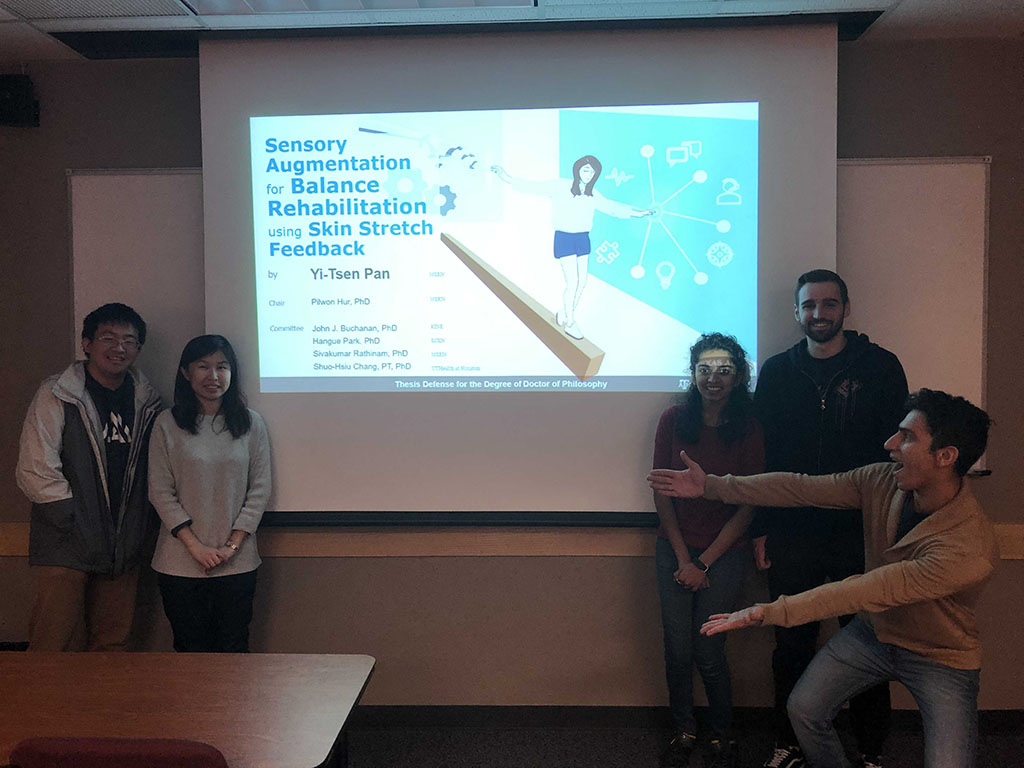 Sensory
Augmentation
for Balance
Rehabilitation
using Skin Stretch
Feedback
by Yi-Tsen Pan
Chair Pilwon Hur, PhD
Committee John J. Buchanan, PhD
Hangue Park, PhD
Sivakumar Rathinam, PhD
Shuo-Hsiu Chang, PT, PhD
Thesis Defense for the Degree of Doctor of Philosophy